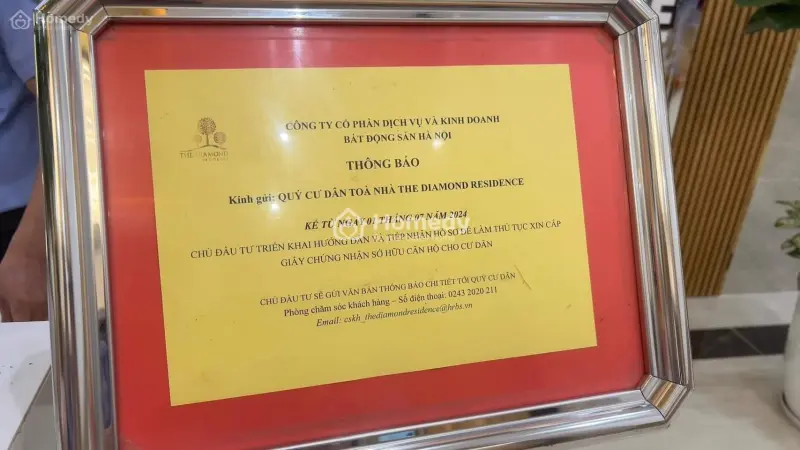 Homedy
THE DIAMOND
CÔNG TY CỔ PHẦN DỊCH VỤ VÀ KINH DOANH
BẤT ĐỘNG SẢN HÀ NỘI
THÔNG BÁO
Kính gửi: QUÝ CƯ DÂN TOÀ NHÀ THE DIAMOND RESIDENCE
KỂ TỪ NGÀY 01 THÁNG 07 NĂM 2024
Homedy
CHỦ ĐẦU TƯ TRIỂN KHAI HƯỚNG DẪN VÀ TIẾP NHẬN HỒ SƠ ĐỂ LÀM THỦ TỤC XIN CẤP
GIẤY CHỨNG NHẬN SỞ HỮU CĂN HỘ CHO CƯ DÂN
CHỦ ĐẦU TƯ SẼ GỬI VĂN BẢN THÔNG BÁO CHI TIẾT TỚI QUÝ CƯ DÂN
Phòng chăm sóc khách hàng – Số điện thoại: 0243 2020 211
Email: cskh_thediamondresidence@hrbs.vn
Homedy